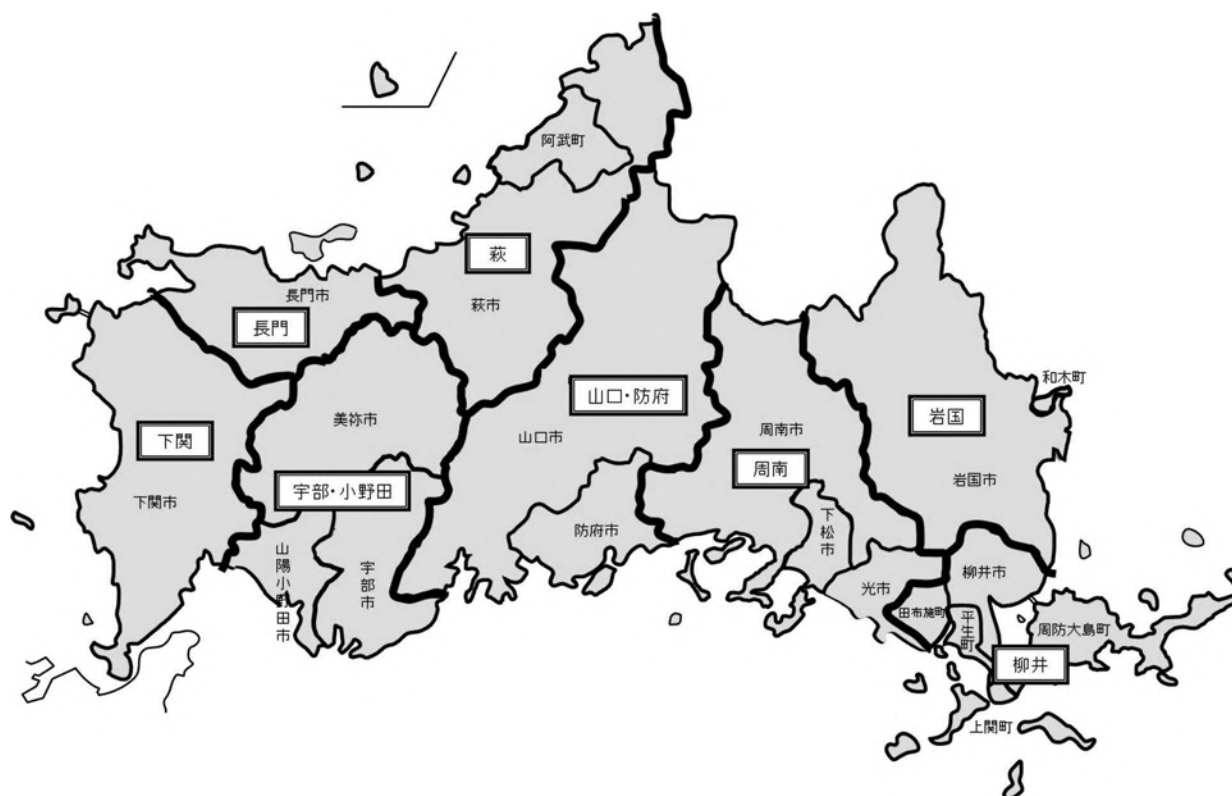 阿武町
萩
萩市
長門市
長門
和木町
山口・防府
岩国
美祢市
山口市
周南市
下関
周南
岩国市
宇部・小野田
下関市
防府市
下松市
山陽小野田市
宇部市
光市
柳井市
田布施町
平生町
周防大島町
柳井
上関町